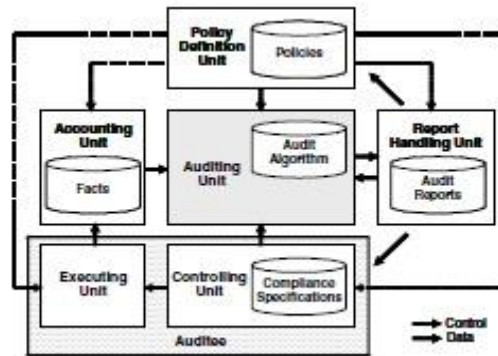 Policy
Definition
Unit
Policies
Accounting
Unit
Facts
Auditing
Unit
Audit
Algorithm
Report
Handling Unit
Audit
Reports
Executing
Unit
Controlling
Unit
Compliance
Specifications
Auditee
Control
Data